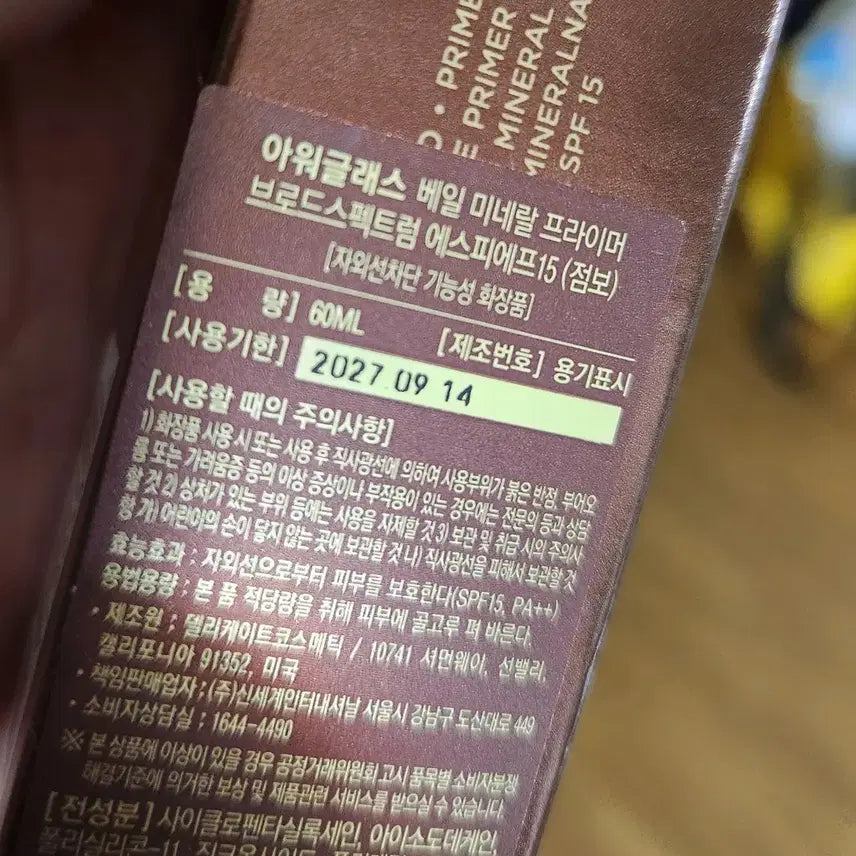 PRIME
E PRIMER
MINERAL
MINERALNA
SPF 15
아워글래스 베일 미네랄 프라이머
브로드스펙트럼 에스피에프15 (점보)
[자외선차단 기능성 화장품]
[용 량] 60ML [제조번호] 용기표시
[사용기한] 2027 09 14
[사용할 때의 주의사항]
1) 화장품 사용 시 또는 사용 후 직사광선에 의하여 사용부위가 붉은 반점, 부어오
름 또는 가려움증 등의 이상 증상이나 부작용이 있는 경우에는 전문의 등과 상담
할 것 2) 상처가 있는 부위 등에는 사용을 자제할 것 3) 보관 및 취급 시의 주의사
항 가) 어린아의 손이 닿지 않는 곳에 보관할 것 나) 직사광선을 피해서 보관할 것
효능효과 : 자외선으로부터 피부를 보호한다(SPF15, PA++)
용법용량 : 본 품 적당량을 취해 피부에 골고루 펴 바른다.
· 제조원 : 델리케이트코스메틱 / 10741 셔먼웨이, 선밸리,
캘리포니아 91352, 미국
· 책임판매업자 : (주)신세계인터내셔날 서울시 강남구 도산대로 449
· 소비자상담실 : 1644-4490
※ 본 상품에 이상이 있을 경우 공정거래위원회 고시 품목별 소비자분쟁
해결기준에 의거한 보상 및 제품관련 서비스를 받으실 수 있습니다.
[전성분] 사이클로펜타실록세인, 아이소도데케인,
폴리실리콘-11, 징크옥사이드,